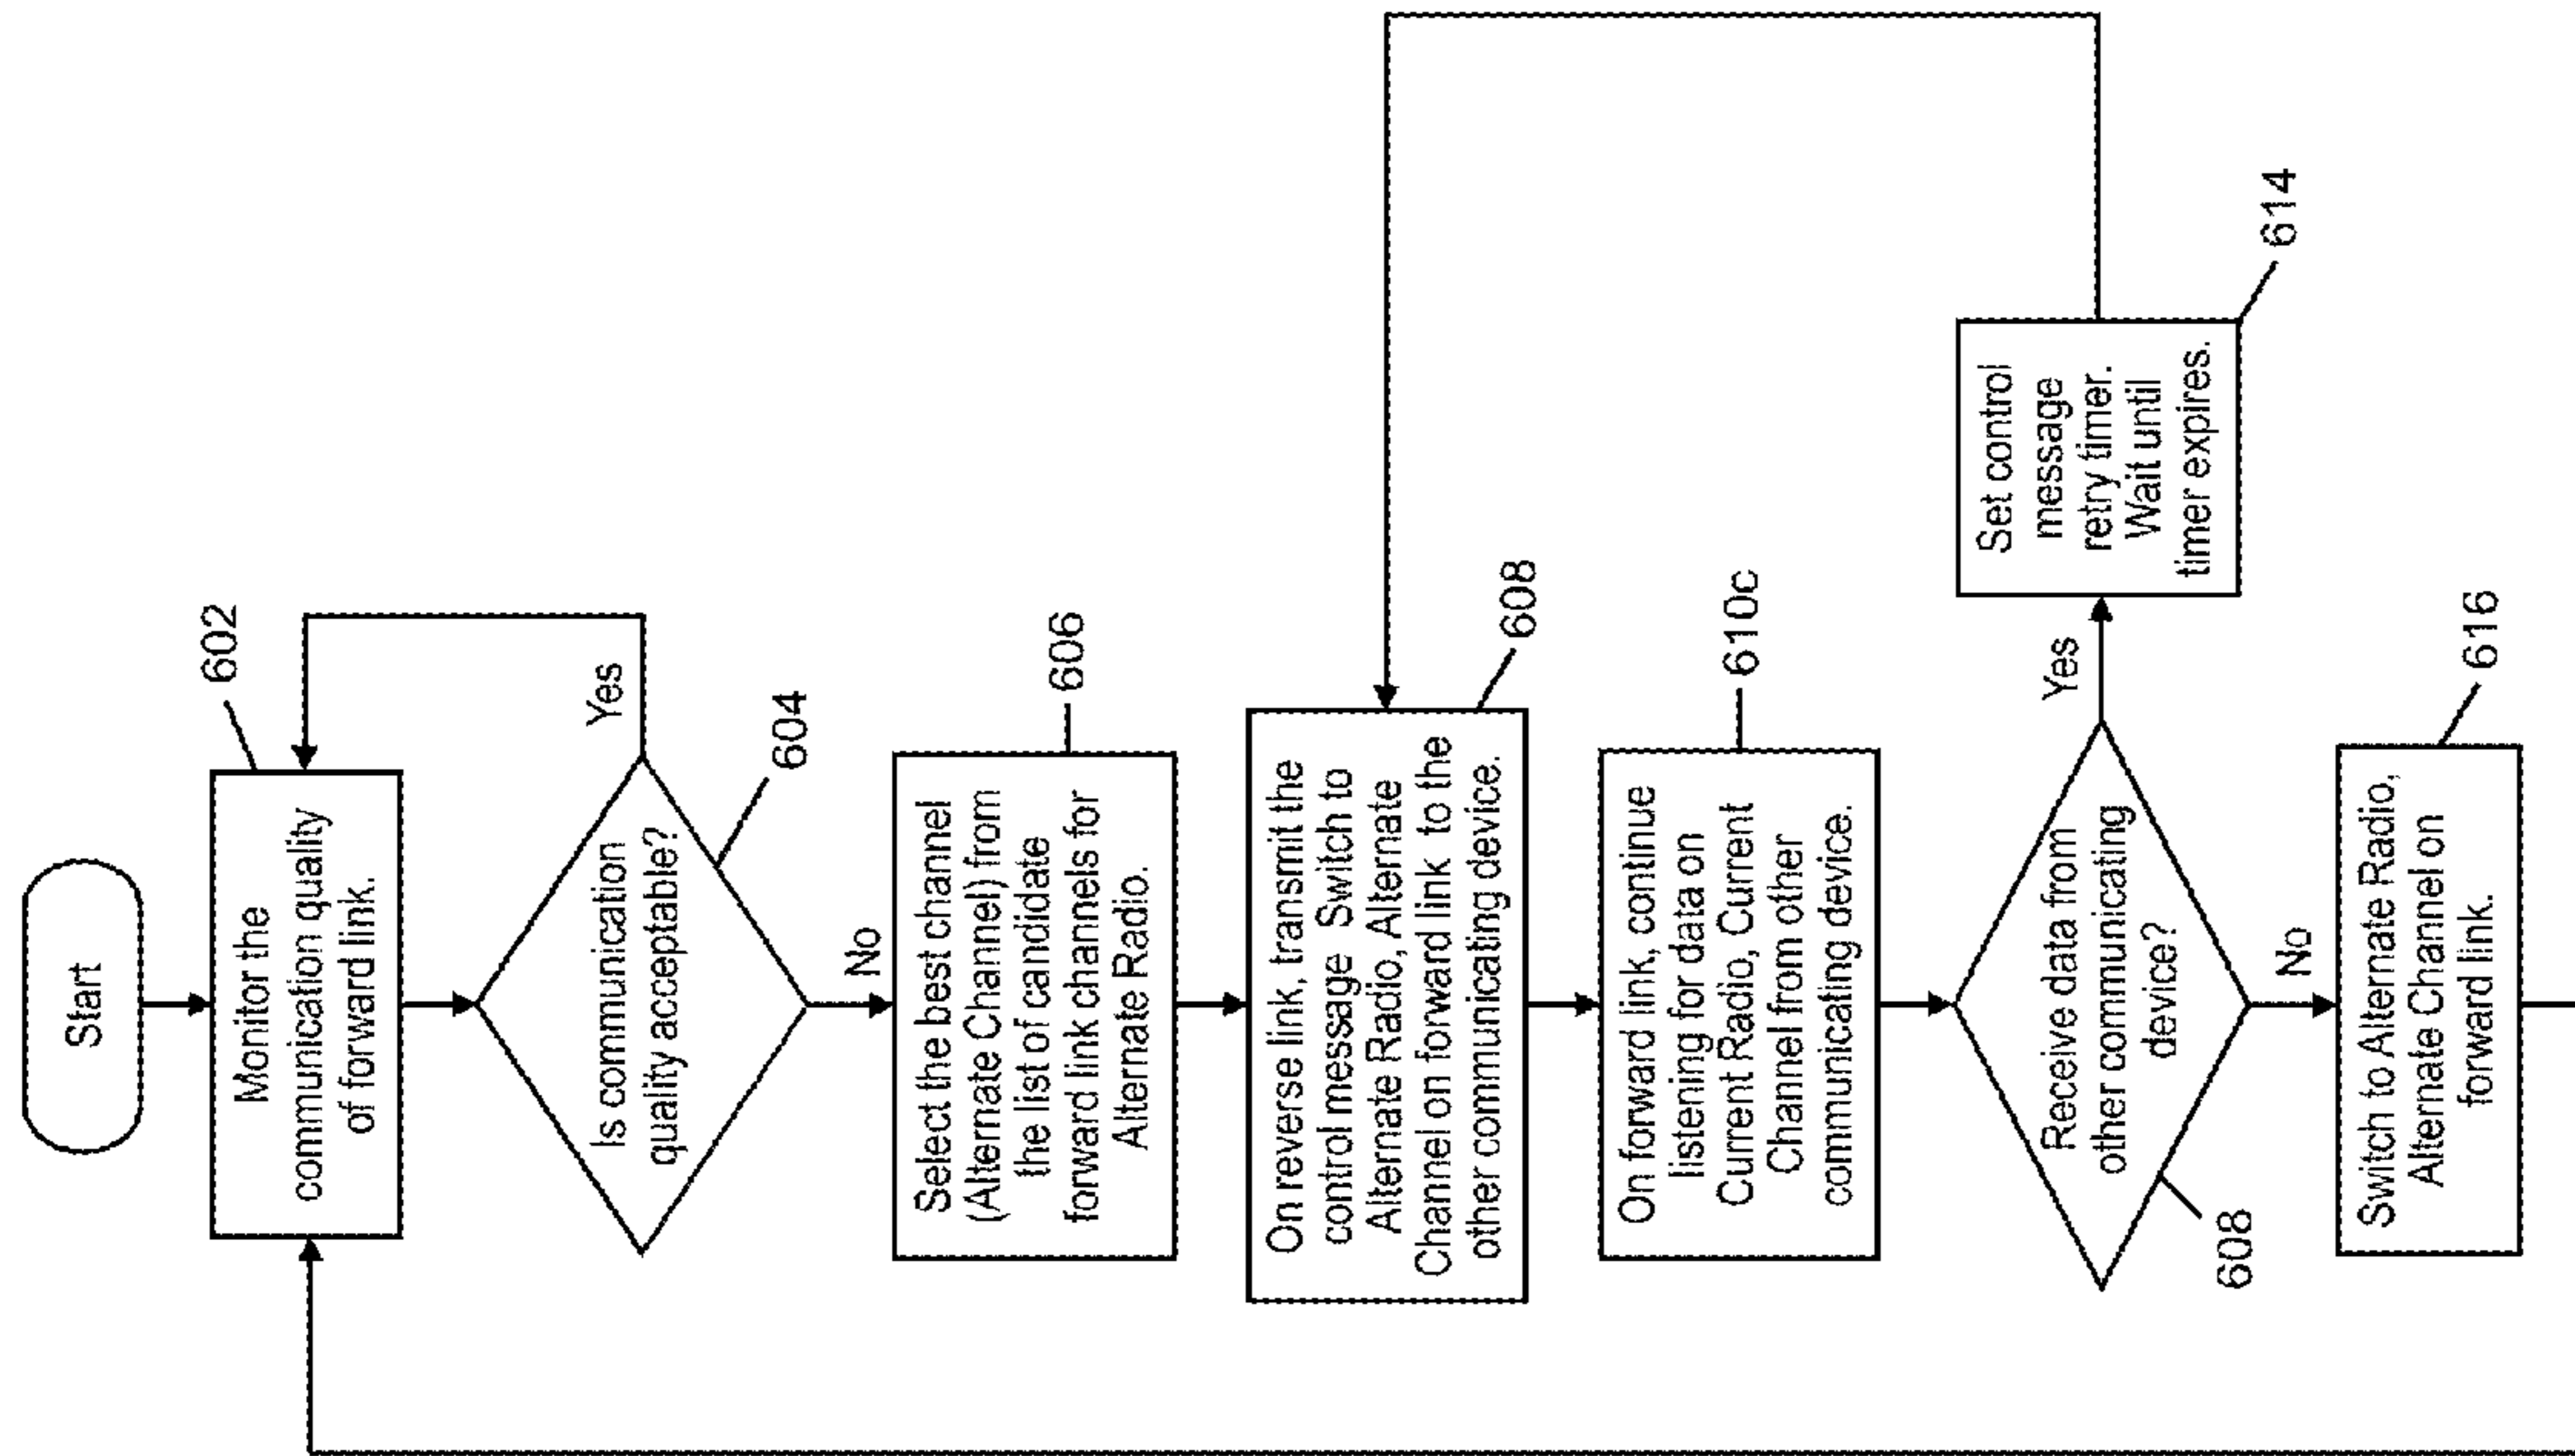 Start
Monitor the
communication quality
of forward link.
602
Is communication
quality acceptable?
Yes
604
No
Select the best channel
(Alternate Channel) from
the list of candidate
forward link channels for
Alternate Radio.
606
On reverse link, transmit the
control message Switch to
Alternate Radio, Alternate
Channel on forward link to the
other communicating device.
608
On forward link, continue
listening for data on
Current Radio, Current
Channel from other
communicating device.
610c
Receive data from
other communicating
device?
608
Yes
Set control
message
retry timer.
Wait until
timer expires.
614
No
Switch to Alternate Radio,
Alternate Channel on
forward link.
616